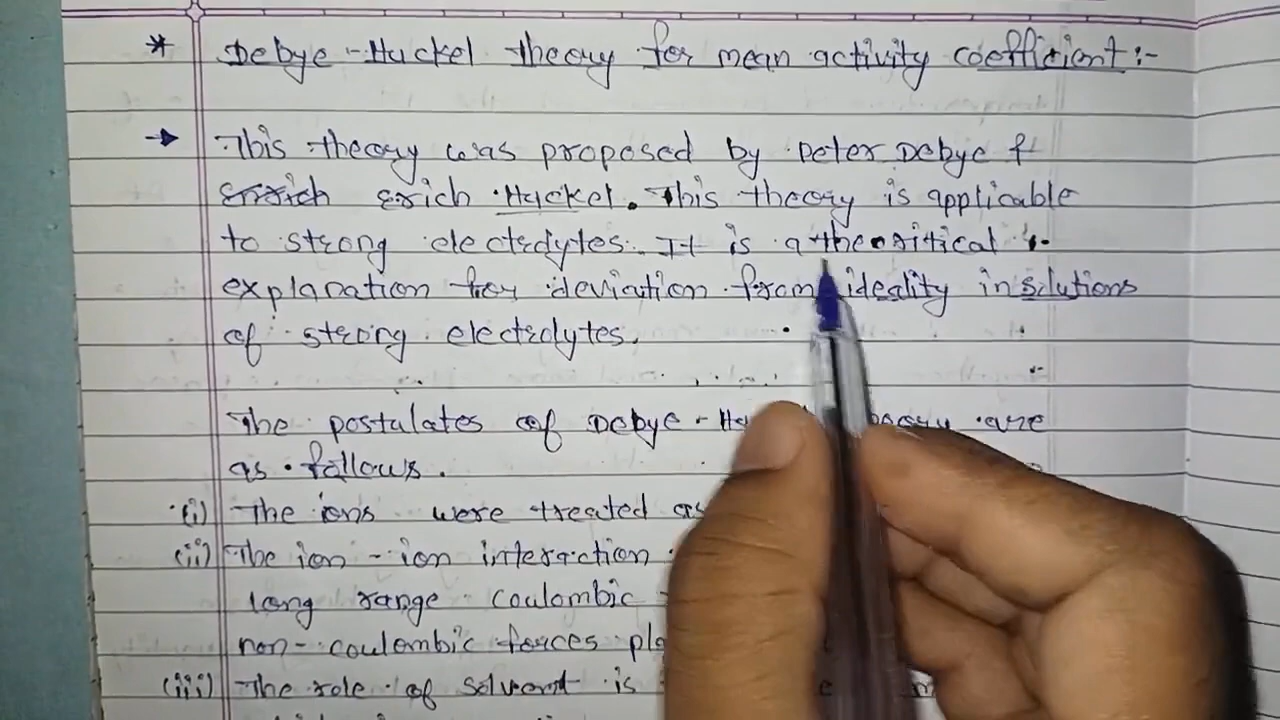 * Debye-Huckel theory for mean activity coefficient:-
→ This theory was proposed by Peter Debye &
Enrich Erich Huckel. This theory is applicable
to strong electrolytes. It is a theoritical
explanation for deviation from ideality in solutions
of strong electrolytes.
The postulates of Debye- are
as follows.
(i) The ions were treated as
(ii) The ion-ion interaction
long range coulombic
non-coulombic forces
(iii) The role of solvent is